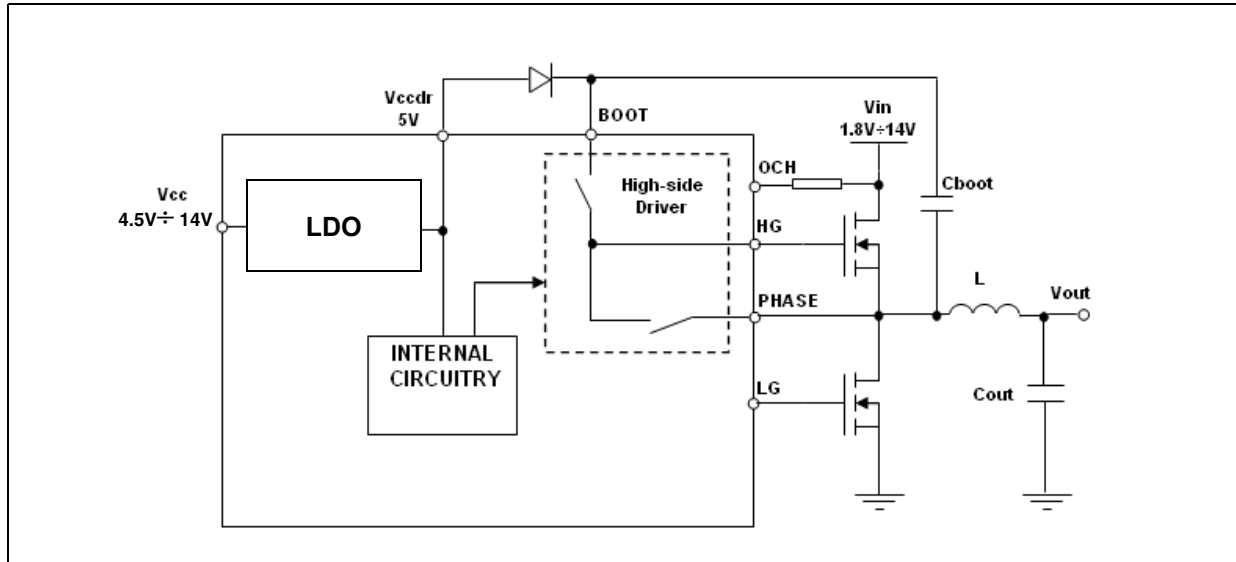 Vccdr
5V
BOOT
Vin
1.8V÷14V
OCH
High-side
Driver
Cboot
Vcc
4.5V÷ 14V
LDO
HG
L
Vout
PHASE
INTERNAL
CIRCUITRY
LG
Cout